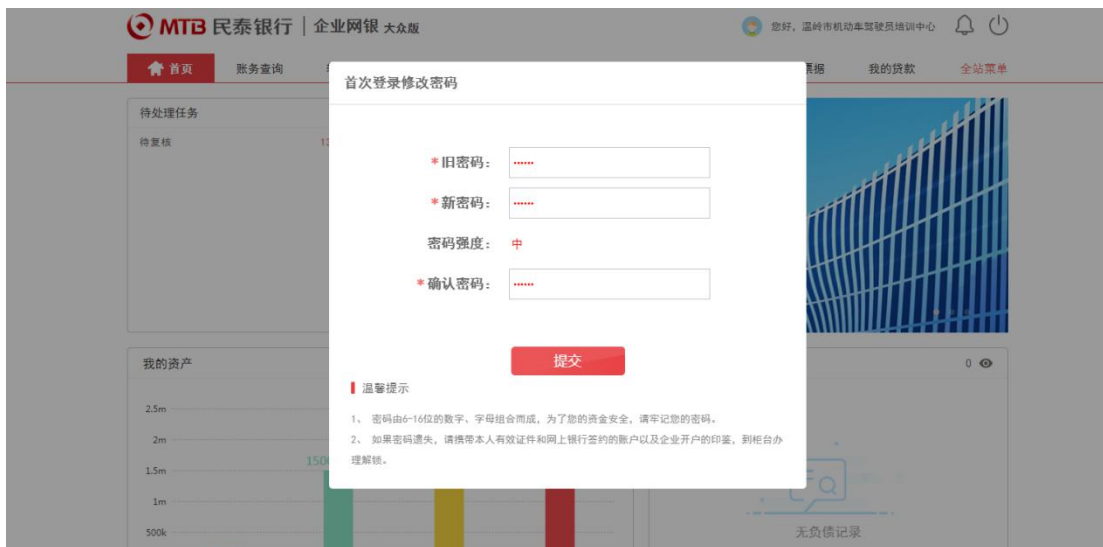 MTB 民泰银行 | 企业网银 大众版
您好，温岭市机动车驾驶员培训中心
首页 账务查询 票据 我的贷款 全站菜单
首次登录修改密码
待处理任务
待复核
*旧密码： ••••••
*新密码： ••••••
密码强度： 中
*确认密码： ••••••
提交
我的资产
0
温馨提示
1、 密码由6-16位的数字、字母组合而成，为了您的资金安全，请牢记您的密码。
2、 如果密码遗失，请携带本人有效证件和网上银行签约的账户以及企业开户的印鉴，到柜台办
理解锁。
2.5m
2m
1.5m
1m
500k
无负债记录